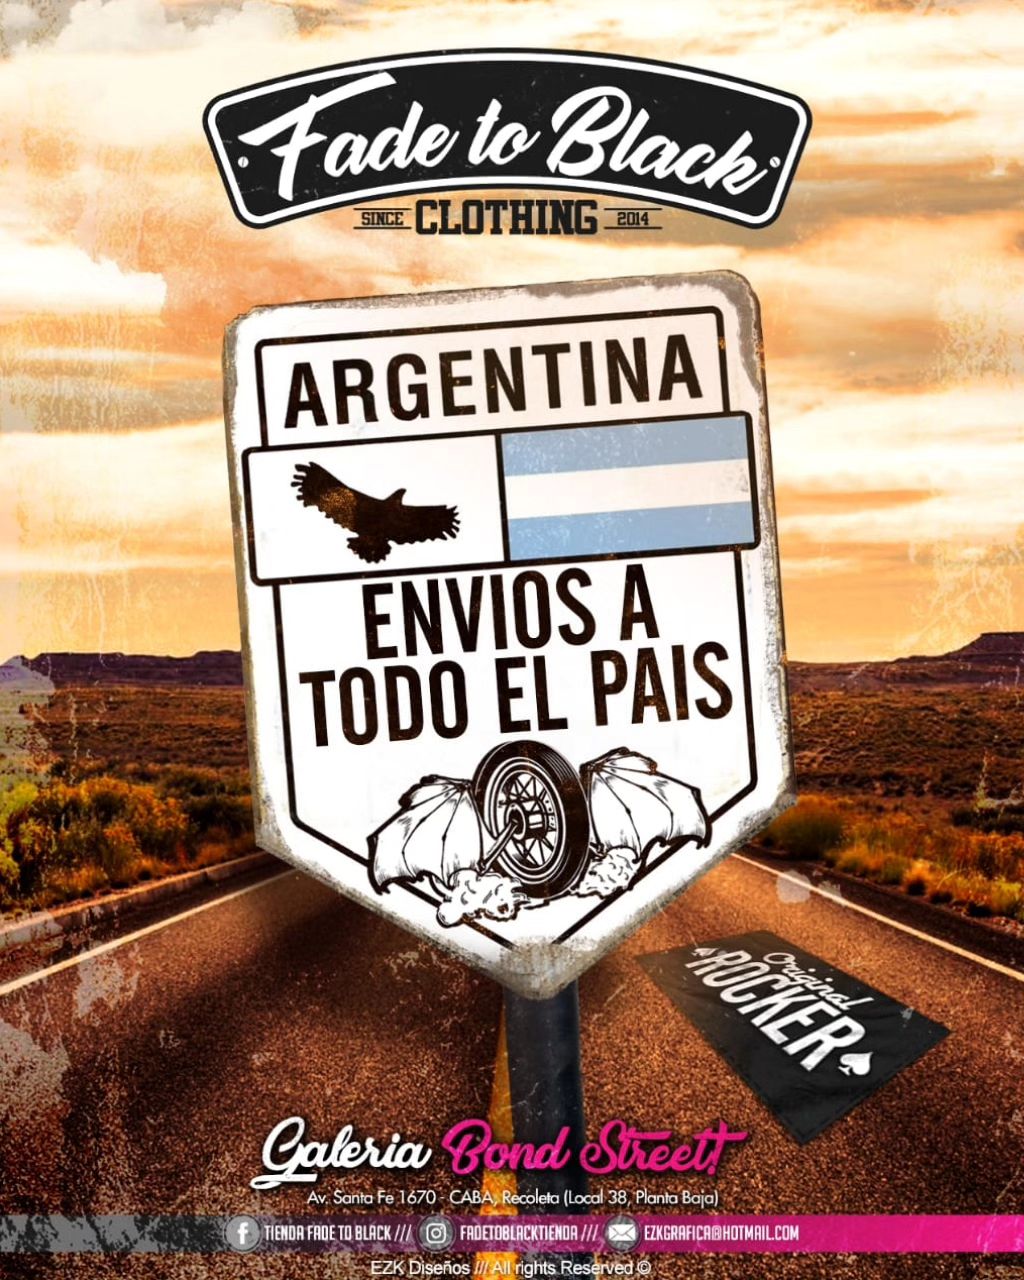 Fade to Black
SINCE CLOTHING 2014
ARGENTINA
ENVIOS A
TODO EL PAIS
Original
ROCKER
Galeria Bond Street
Av. Santa Fe 1670 - CABA, Recoleta (Local 38, Planta Baja)
TIENDA FADE TO BLACK /// FADETOBLACKTIENDA /// EZKGRAFICA@HOTMAIL.COM
EZK Diseños /// All rights Reserved ©